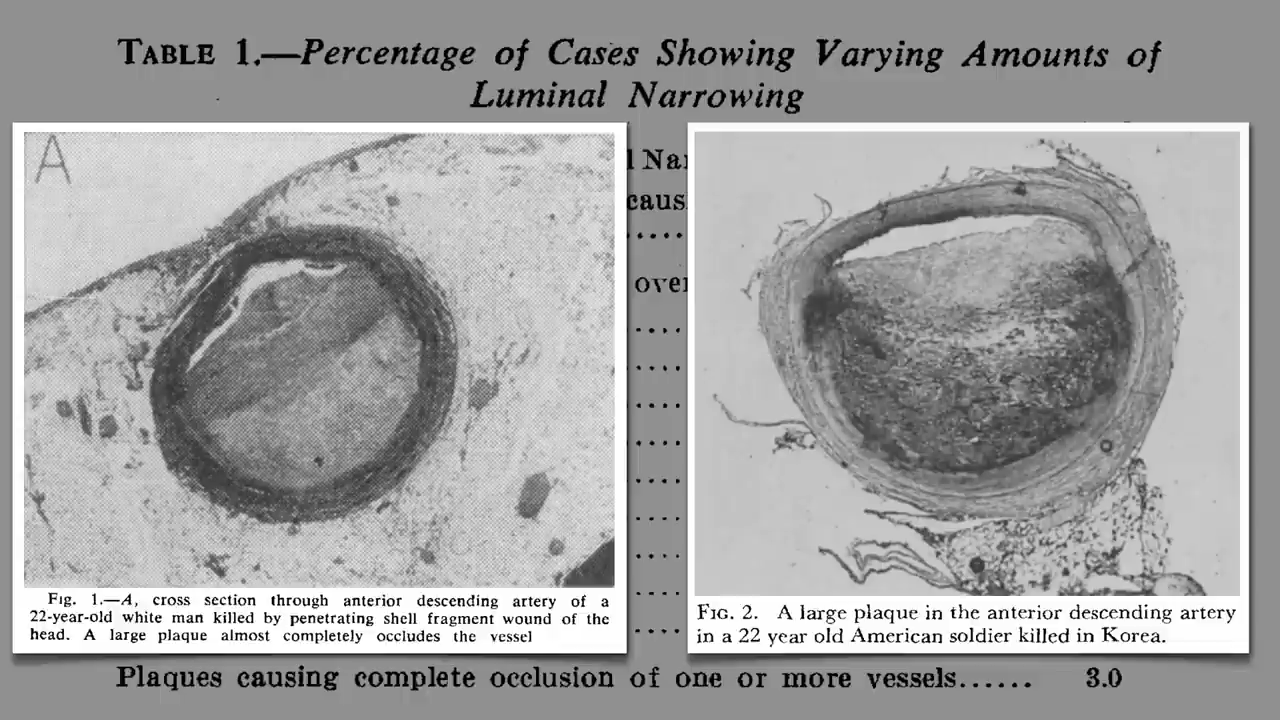 TABLE 1.—Percentage of Cases Showing Varying Amounts of
Luminal Narrowing
A
caus
over
Fig. 1.—A, cross section through anterior descending artery of a
22-year-old white man killed by penetrating shell fragment wound of the
head. A large plaque almost completely occludes the vessel
FIG. 2. A large plaque in the anterior descending artery
in a 22 year old American soldier killed in Korea.
Plaques causing complete occlusion of one or more vessels...... 3.0